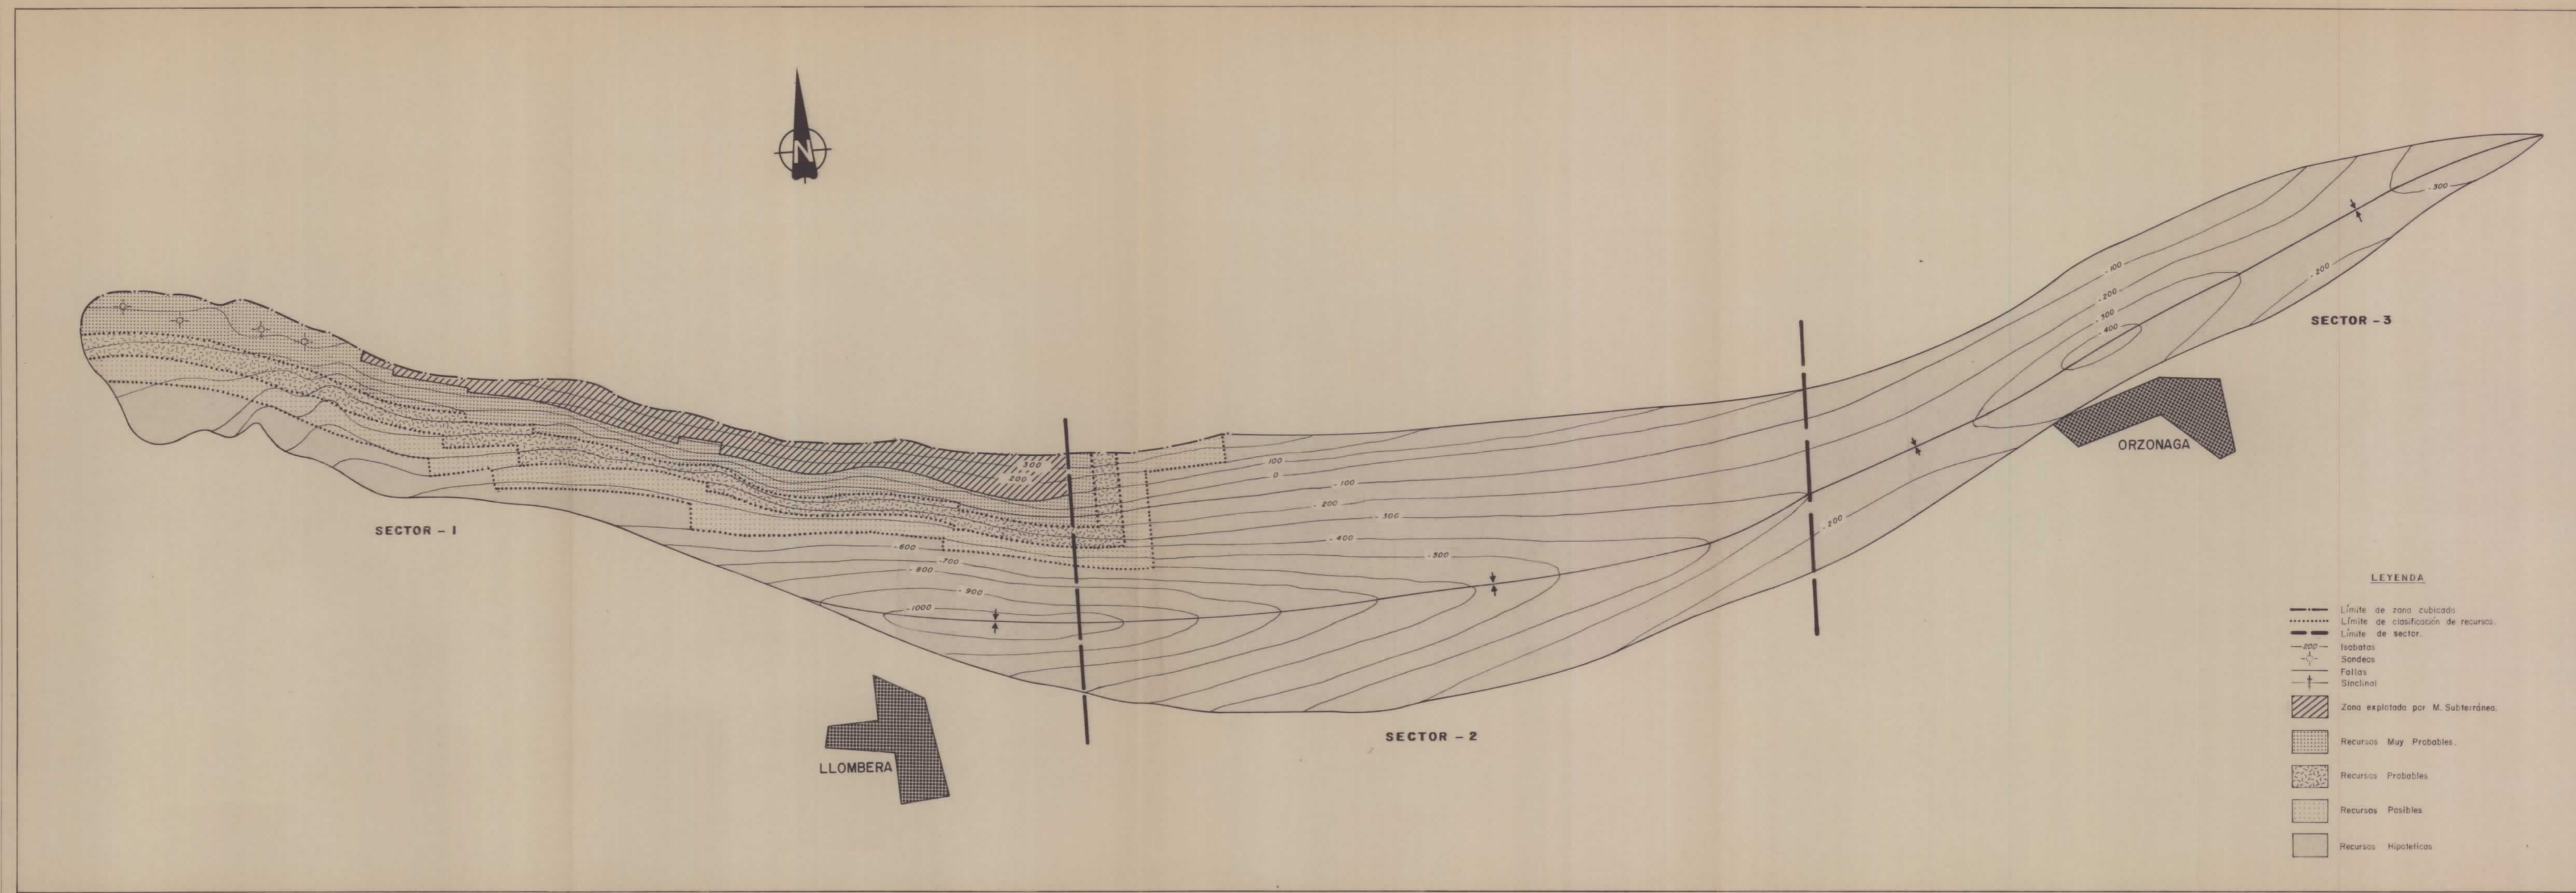 N
300
200
100
0
-100
-200
-300
-400
-500
-600
-700
-800
-900
-1000
-200
-100
-200
-300
-400
-200
-300
SECTOR - 1
SECTOR - 2
SECTOR - 3
LLOMBERA
ORZONAGA
LEYENDA
Límite de zona cubicada
Límite de clasificación de recursos.
Límite de sector.
-200- Isobatas
Sondeos
Fallas
Sinclinal
Zona explotada por M. Subterránea.
Recursos Muy Probables.
Recursos Probables
Recursos Posibles
Recursos Hipoteticos